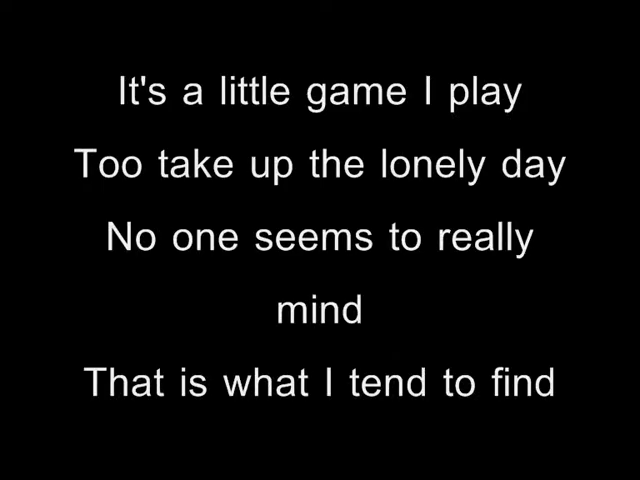 It's a little game I play
Too take up the lonely day
No one seems to really
mind
That is what I tend to find